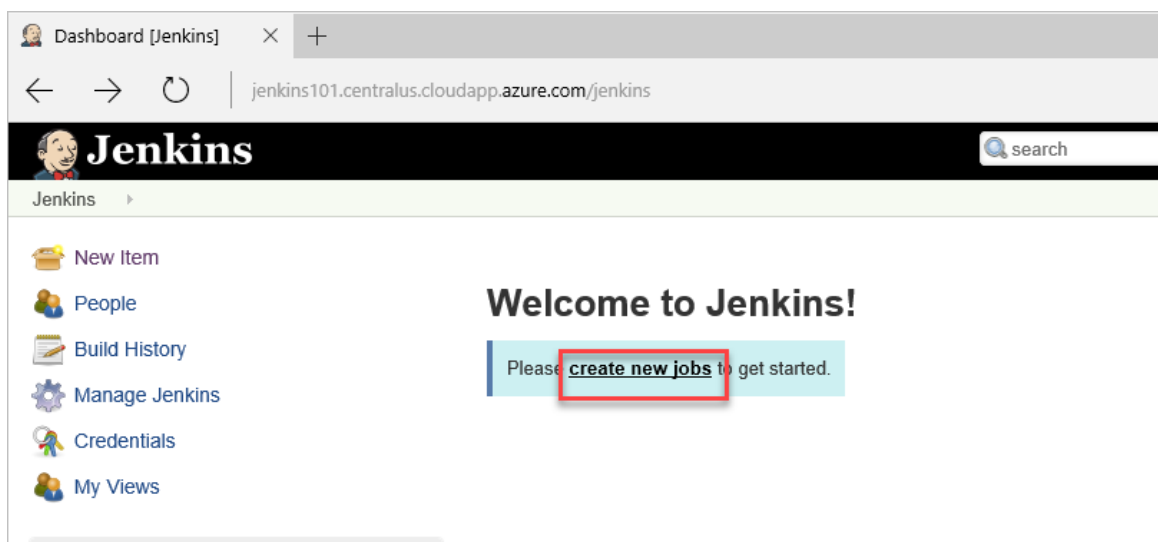 Dashboard [Jenkins]
jenkins101.centralus.cloudapp.azure.com/jenkins
Jenkins
search
Jenkins
New Item
People
Build History
Manage Jenkins
Credentials
My Views
Welcome to Jenkins!
Please create new jobs to get started.